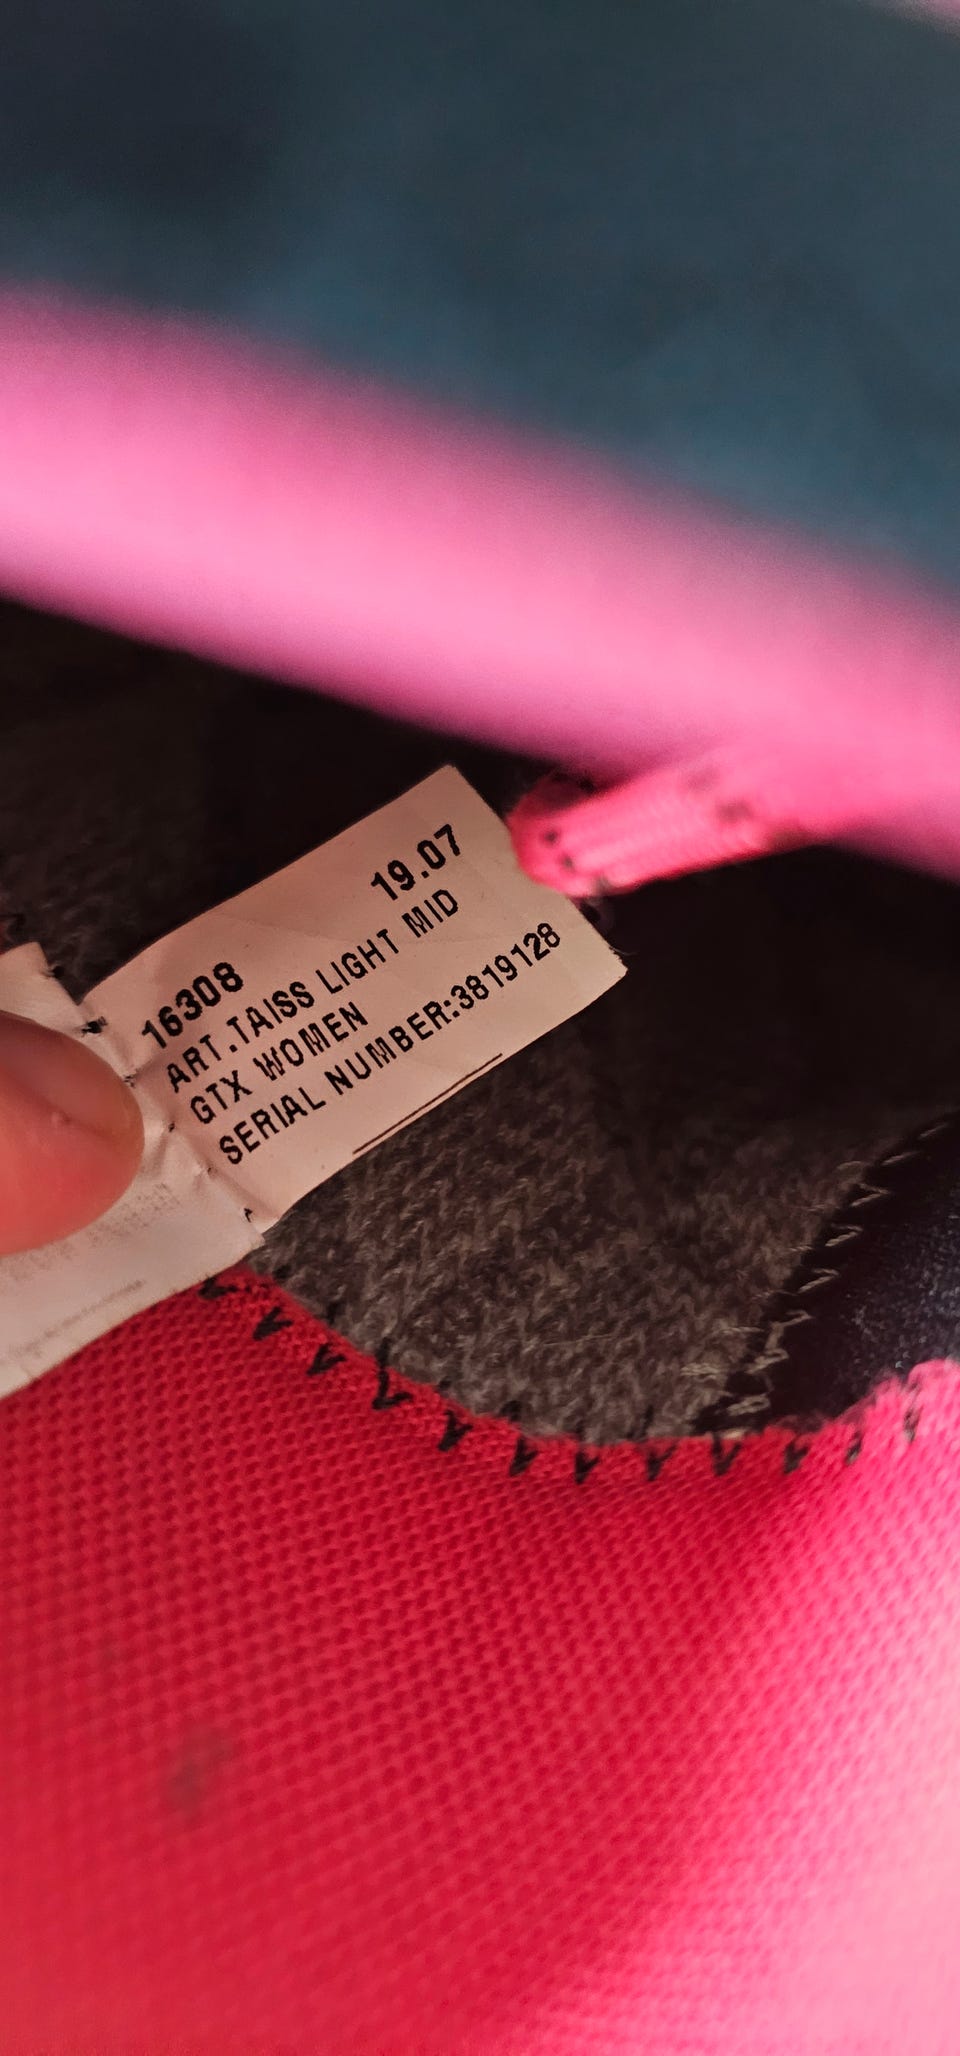 16308 19.07
ART.TAISS LIGHT MID
GTX WOMEN
SERIAL NUMBER:3819128